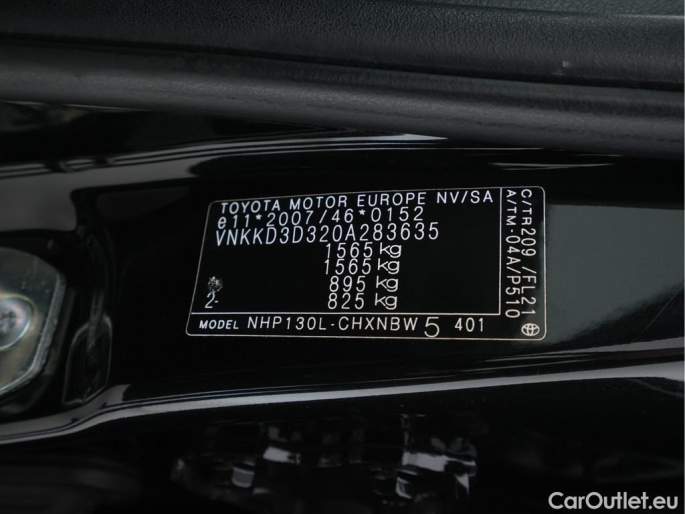 TOYOTA MOTOR EUROPE NV/SA
e11*2007/46*0152
VNKKD3D320A283635
1565 kg
1565 kg
895 kg
2- 825 kg
MODEL NHP130L-CHXNBW 5 401
C/TR209 /FL21
A/TM-04A/P510
CarOutlet.eu